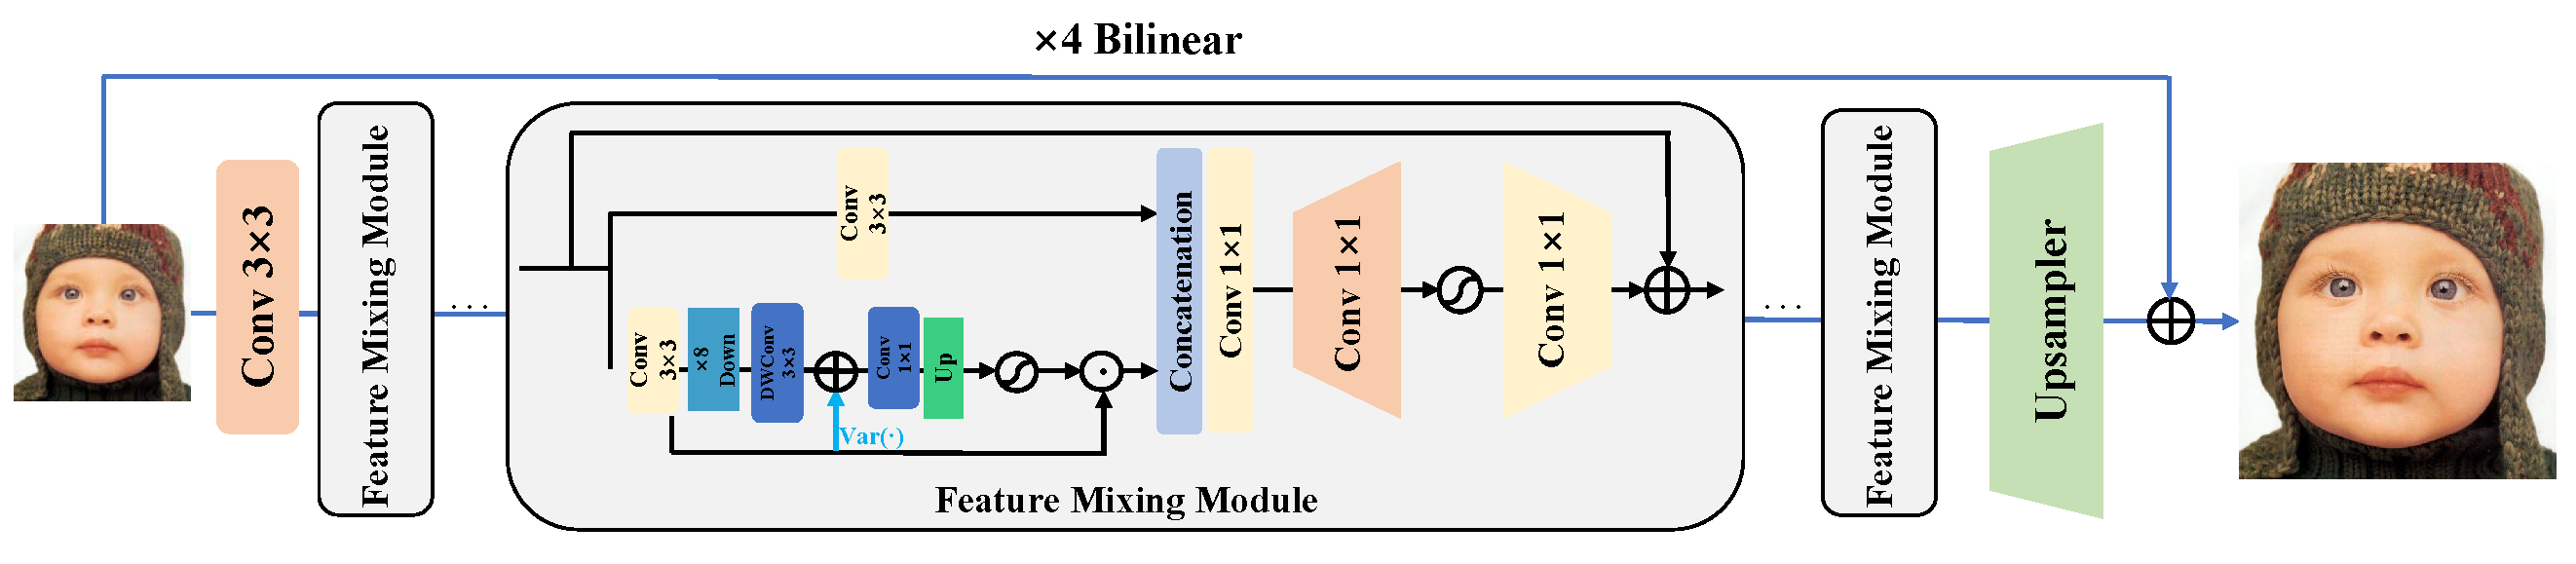 ×4 Bilinear
Conv 3×3
Feature Mixing Module
...
Conv
3×3
Conv
3×3
×8
Down
DWConv
3×3
Var(·)
Conv
1×1
Up
Concatenation
Conv 1×1
Conv 1×1
Conv 1×1
Feature Mixing Module
...
Feature Mixing Module
Upsampler